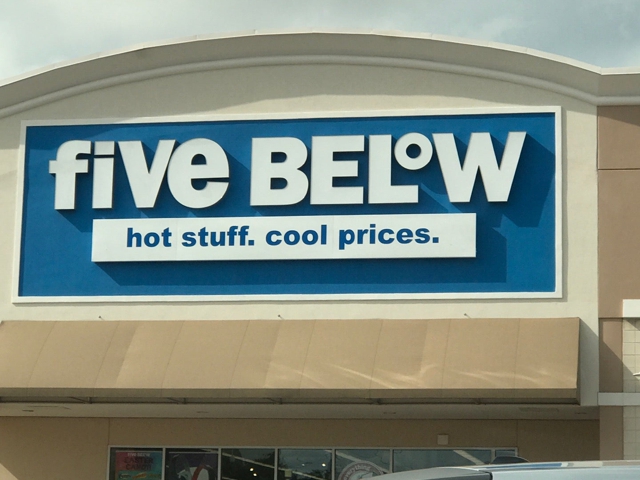 fiVe BELoW
hot stuff. cool prices.